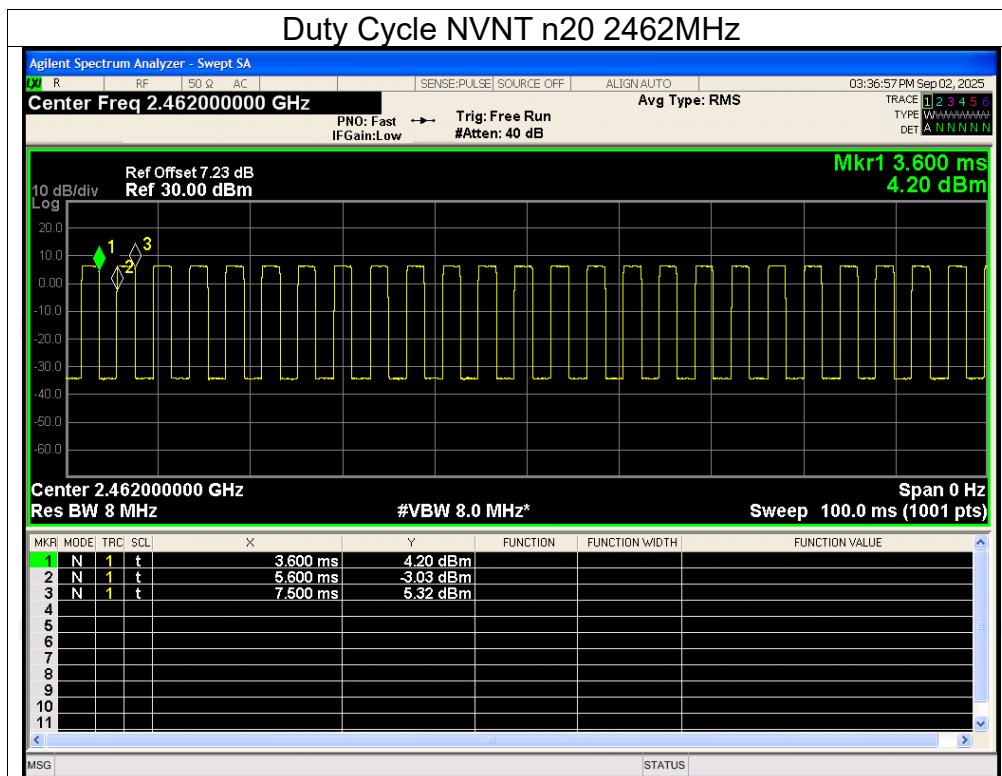 Duty Cycle NVNT n20 2462MHz
Agilent Spectrum Analyzer - Swept SA
LXI R RF 50 Ω AC SENSE:PULSE SOURCE OFF ALIGN AUTO 03:36:57 PM Sep 02, 2025
Center Freq 2.462000000 GHz Avg Type: RMS TRACE 1 2 3 4 5 6
PNO: Fast Trig: Free Run TYPE W
IFGain:Low #Atten: 40 dB DET A N N N N N
Mkr1 3.600 ms
4.20 dBm
Ref Offset 7.23 dB
10 dB/div Ref 30.00 dBm
Log
20.0
10.0
0.00
-10.0
-20.0
-30.0
-40.0
-50.0
-60.0
1
2
3
Center 2.462000000 GHz Span 0 Hz
Res BW 8 MHz #VBW 8.0 MHz* Sweep 100.0 ms (1001 pts)
MKR MODE TRC SCL X Y FUNCTION FUNCTION WIDTH FUNCTION VALUE
1 N 1 t 3.600 ms 4.20 dBm
2 N 1 t 5.600 ms -3.03 dBm
3 N 1 t 7.500 ms 5.32 dBm
4
5
6
7
8
9
10
11
MSG STATUS